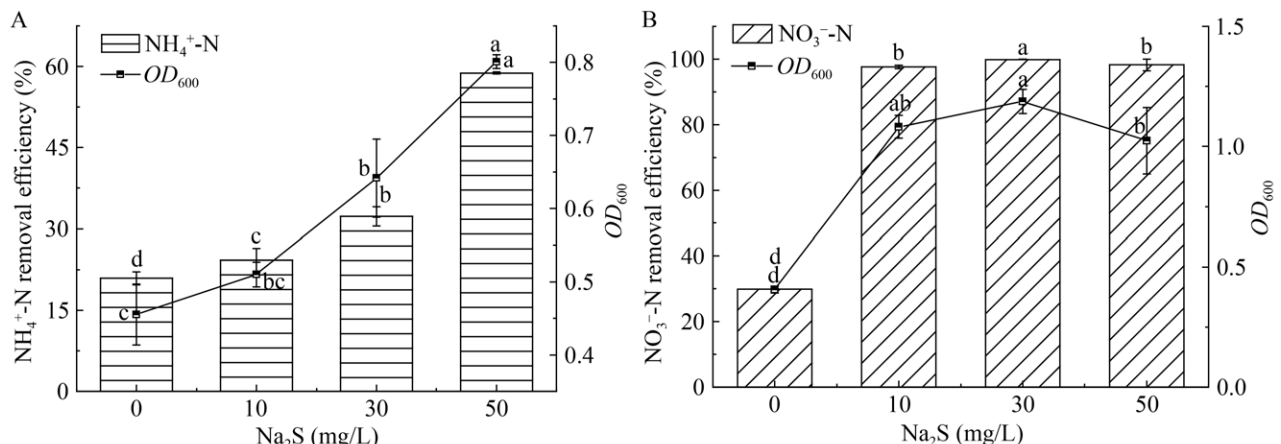 A
NH₄⁺-N
OD₆₀₀
NH₄⁺-N removal efficiency (%)
60
45
30
15
0
d
c
b
a
c
bc
b
a
0.8
0.7
0.6
0.5
0.4
OD₆₀₀
0
10
30
50
Na₂S (mg/L)
B
NO₃⁻-N
OD₆₀₀
NO₃⁻-N removal efficiency (%)
100
80
60
40
20
0
d
b
a
b
d
ab
a
b
1.5
1.0
0.5
0.0
OD₆₀₀
0
10
30
50
Na₂S (mg/L)